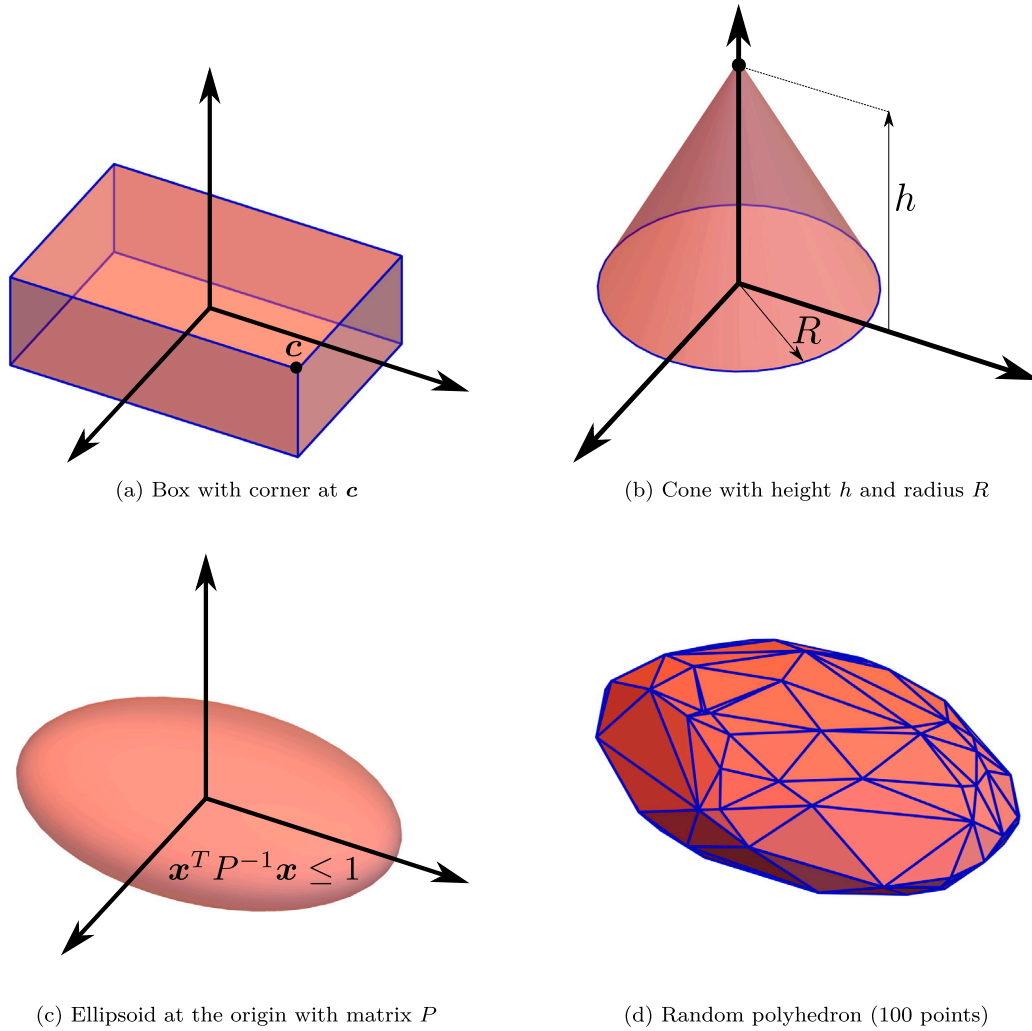 h
R
c
(a) Box with corner at c
(b) Cone with height h and radius R
x^T P^{-1} x ≤ 1
(c) Ellipsoid at the origin with matrix P
(d) Random polyhedron (100 points)